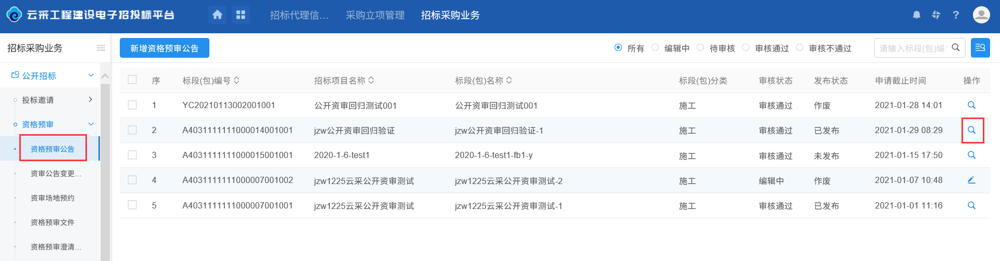 云采工程建设电子招投标平台
招标代理信... 采购立项管理 招标采购业务
招标采购业务
公开招标
投标邀请
资格预审
资格预审公告
资审公告变更...
资审场地预约
资格预审文件
资格预审澄清...
新增资格预审公告
所有 编辑中 待审核 审核通过 审核不通过
请输入标段(包)编
序 标段(包)编号 招标项目名称 标段(包)名称 标段(包)分类 审核状态 发布状态 申请截止时间 操作
1 YC20210113002001001 公开资审回归测试001 公开资审回归测试001 施工 审核通过 作废 2021-01-28 14:01
2 A4031111111000014001001 jzw公开资审回归验证 jzw公开资审回归验证-1 施工 审核通过 已发布 2021-01-29 08:29
3 A4031111111000015001001 2020-1-6-test1 2020-1-6-test1-fb1-y 施工 审核通过 未发布 2021-01-15 17:50
4 A4031111111000007001002 jzw1225云采公开资审测试 jzw1225云采公开资审测试-2 施工 编辑中 作废 2021-01-07 10:48
5 A4031111111000007001001 jzw1225云采公开资审测试 jzw1225云采公开资审测试-1 施工 审核通过 已发布 2021-01-01 11:16